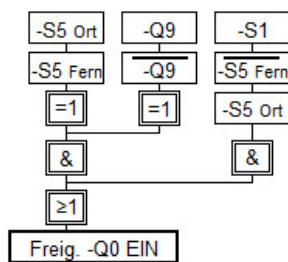 -S5 Ort -Q9 -S1
-S5 Fern -Q9 -S5 Fern
=1 =1 -S5 Ort
& &
≥1
Freig. -Q0 EIN